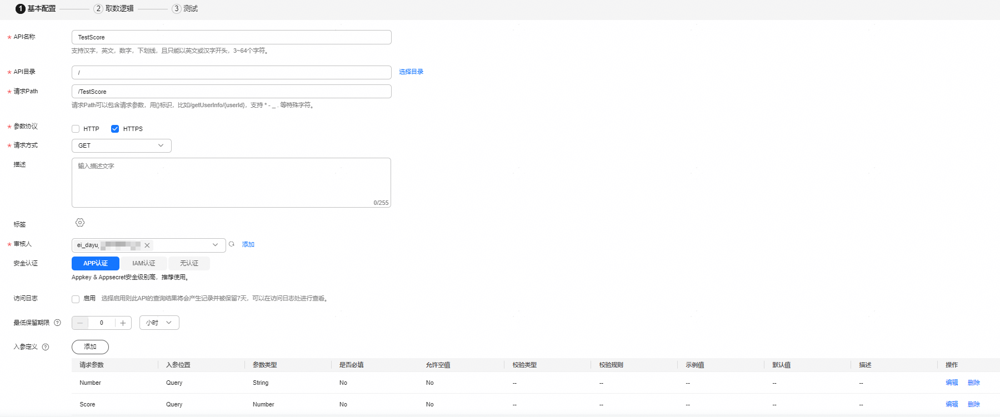 1 基本配置 2 取数逻辑 3 测试
* API名称 TestScore
支持汉字，英文，数字，下划线，且只能以英文或汉字开头，3~64个字符。
* API目录 / 选择目录
* 请求Path /TestScore
请求Path可以包含请求参数，用{}标识，比如/getUserInfo/{userId}，支持 * - _ . 等特殊字符。
* 参数协议 HTTP HTTPS
* 请求方式 GET
描述 输入描述文字
0/255
标签
* 审核人 ei_dayu_ 添加
安全认证 APP认证 IAM认证 无认证
Appkey & Appsecret安全级别高，推荐使用。
访问日志 启用 选择启用则此API的查询结果将会产生记录并被保留7天，可以在访问日志处进行查看。
最低保留期限 ? 0 小时
入参定义 ? 添加
请求参数 入参位置 参数类型 是否必填 允许空值 校验类型 校验规则 示例值 默认值 描述 操作
Number Query String No No -- -- -- -- -- 编辑 删除
Score Query Number No No -- -- -- -- -- 编辑 删除